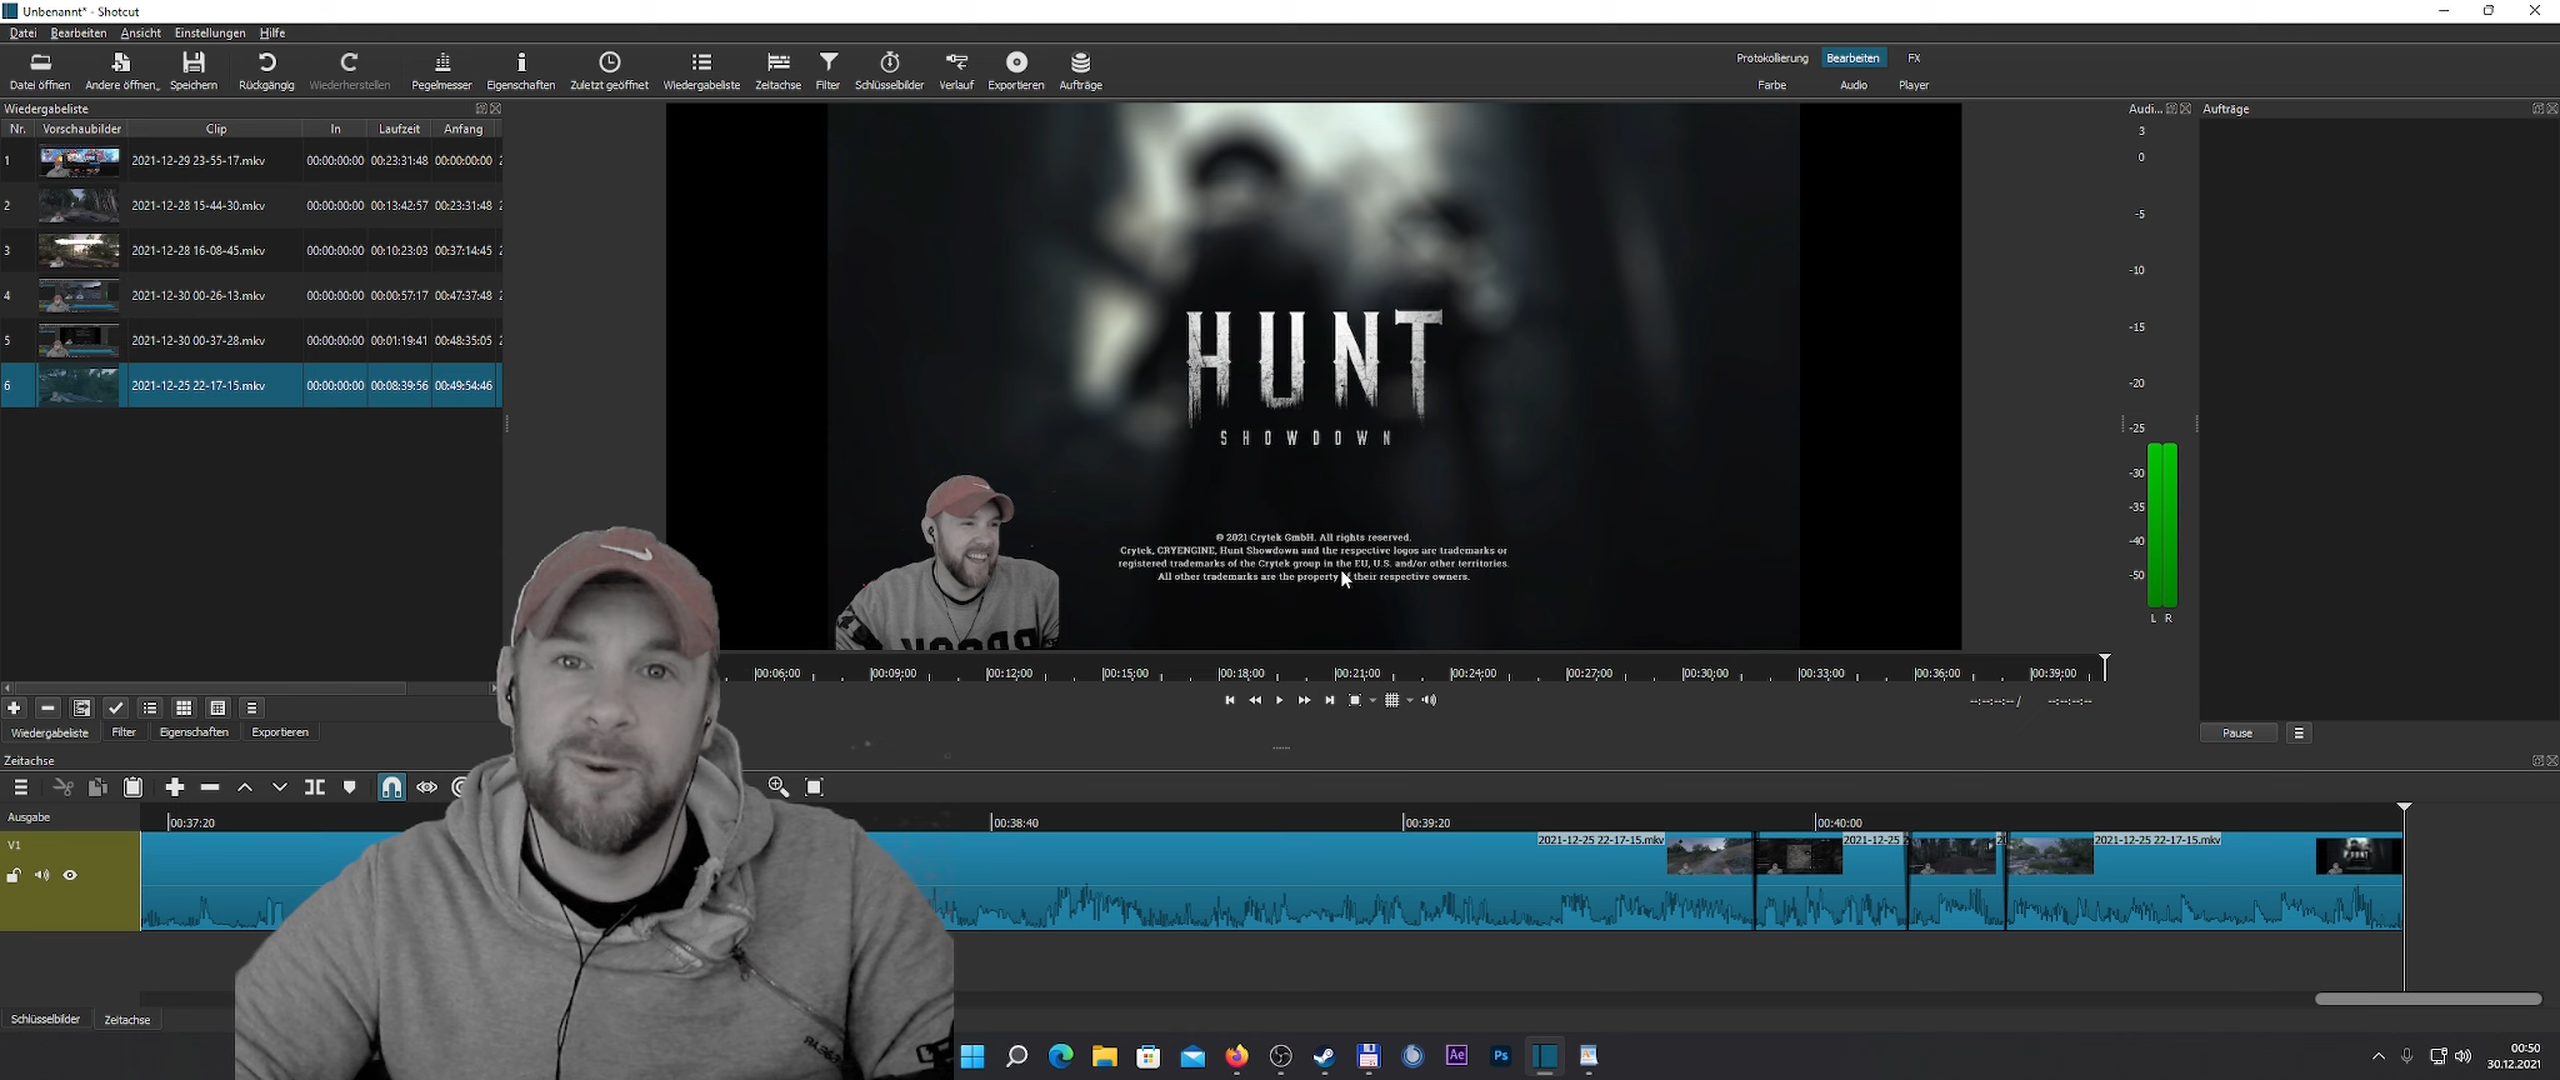 Unbenannt* - Shotcut
Datei Bearbeiten Ansicht Einstellungen Hilfe
Datei öffnen Andere öffnen... Speichern Rückgängig Wiederherstellen Pegelmesser Eigenschaften Zuletzt geöffnet Wiedergabeliste Zeitachse Filter Schlüsselbilder Verlauf Exportieren Aufträge
Protokollierung Bearbeiten FX
Farbe Audio Player
Wiedergabeliste
Nr. Vorschaubilder Clip In Laufzeit Anfang
1 2021-12-29 23-55-17.mkv 00:00:00:00 00:23:31:48 00:00:00:00
2 2021-12-28 15-44-30.mkv 00:00:00:00 00:13:42:57 00:23:31:48
3 2021-12-28 16-08-45.mkv 00:00:00:00 00:10:23:03 00:37:14:45
4 2021-12-30 00-26-13.mkv 00:00:00:00 00:00:57:17 00:47:37:48
5 2021-12-30 00-37-28.mkv 00:00:00:00 00:01:19:41 00:48:35:05
6 2021-12-25 22-17-15.mkv 00:00:00:00 00:08:39:56 00:49:54:46
HUNT
SHOWDOWN
© 2021 Crytek GmbH. All rights reserved.
Crytek, CRYENGINE, Hunt Showdown and the respective logos are trademarks or
registered trademarks of the Crytek group in the EU, U.S. and/or other territories.
All other trademarks are the property of their respective owners.
Audi...
3
0
-5
-10
-15
-20
-25
-30
-35
-40
-50
L R
Aufträge
00:06:00 00:09:00 00:12:00 00:15:00 00:18:00 00:21:00 00:24:00 00:27:00 00:30:00 00:33:00 00:36:00 00:39:00
--:--:--:-- / --:--:--:--
Pause
Wiedergabeliste Filter Eigenschaften Exportieren
Zeitachse
Ausgabe
00:37:20 00:38:40 00:39:20 00:40:00
V1
2021-12-25 22-17-15.mkv 2021-12-25 2021-12-25 22-17-15.mkv
Schlüsselbilder Zeitachse
Ae Ps
00:50
30.12.2021